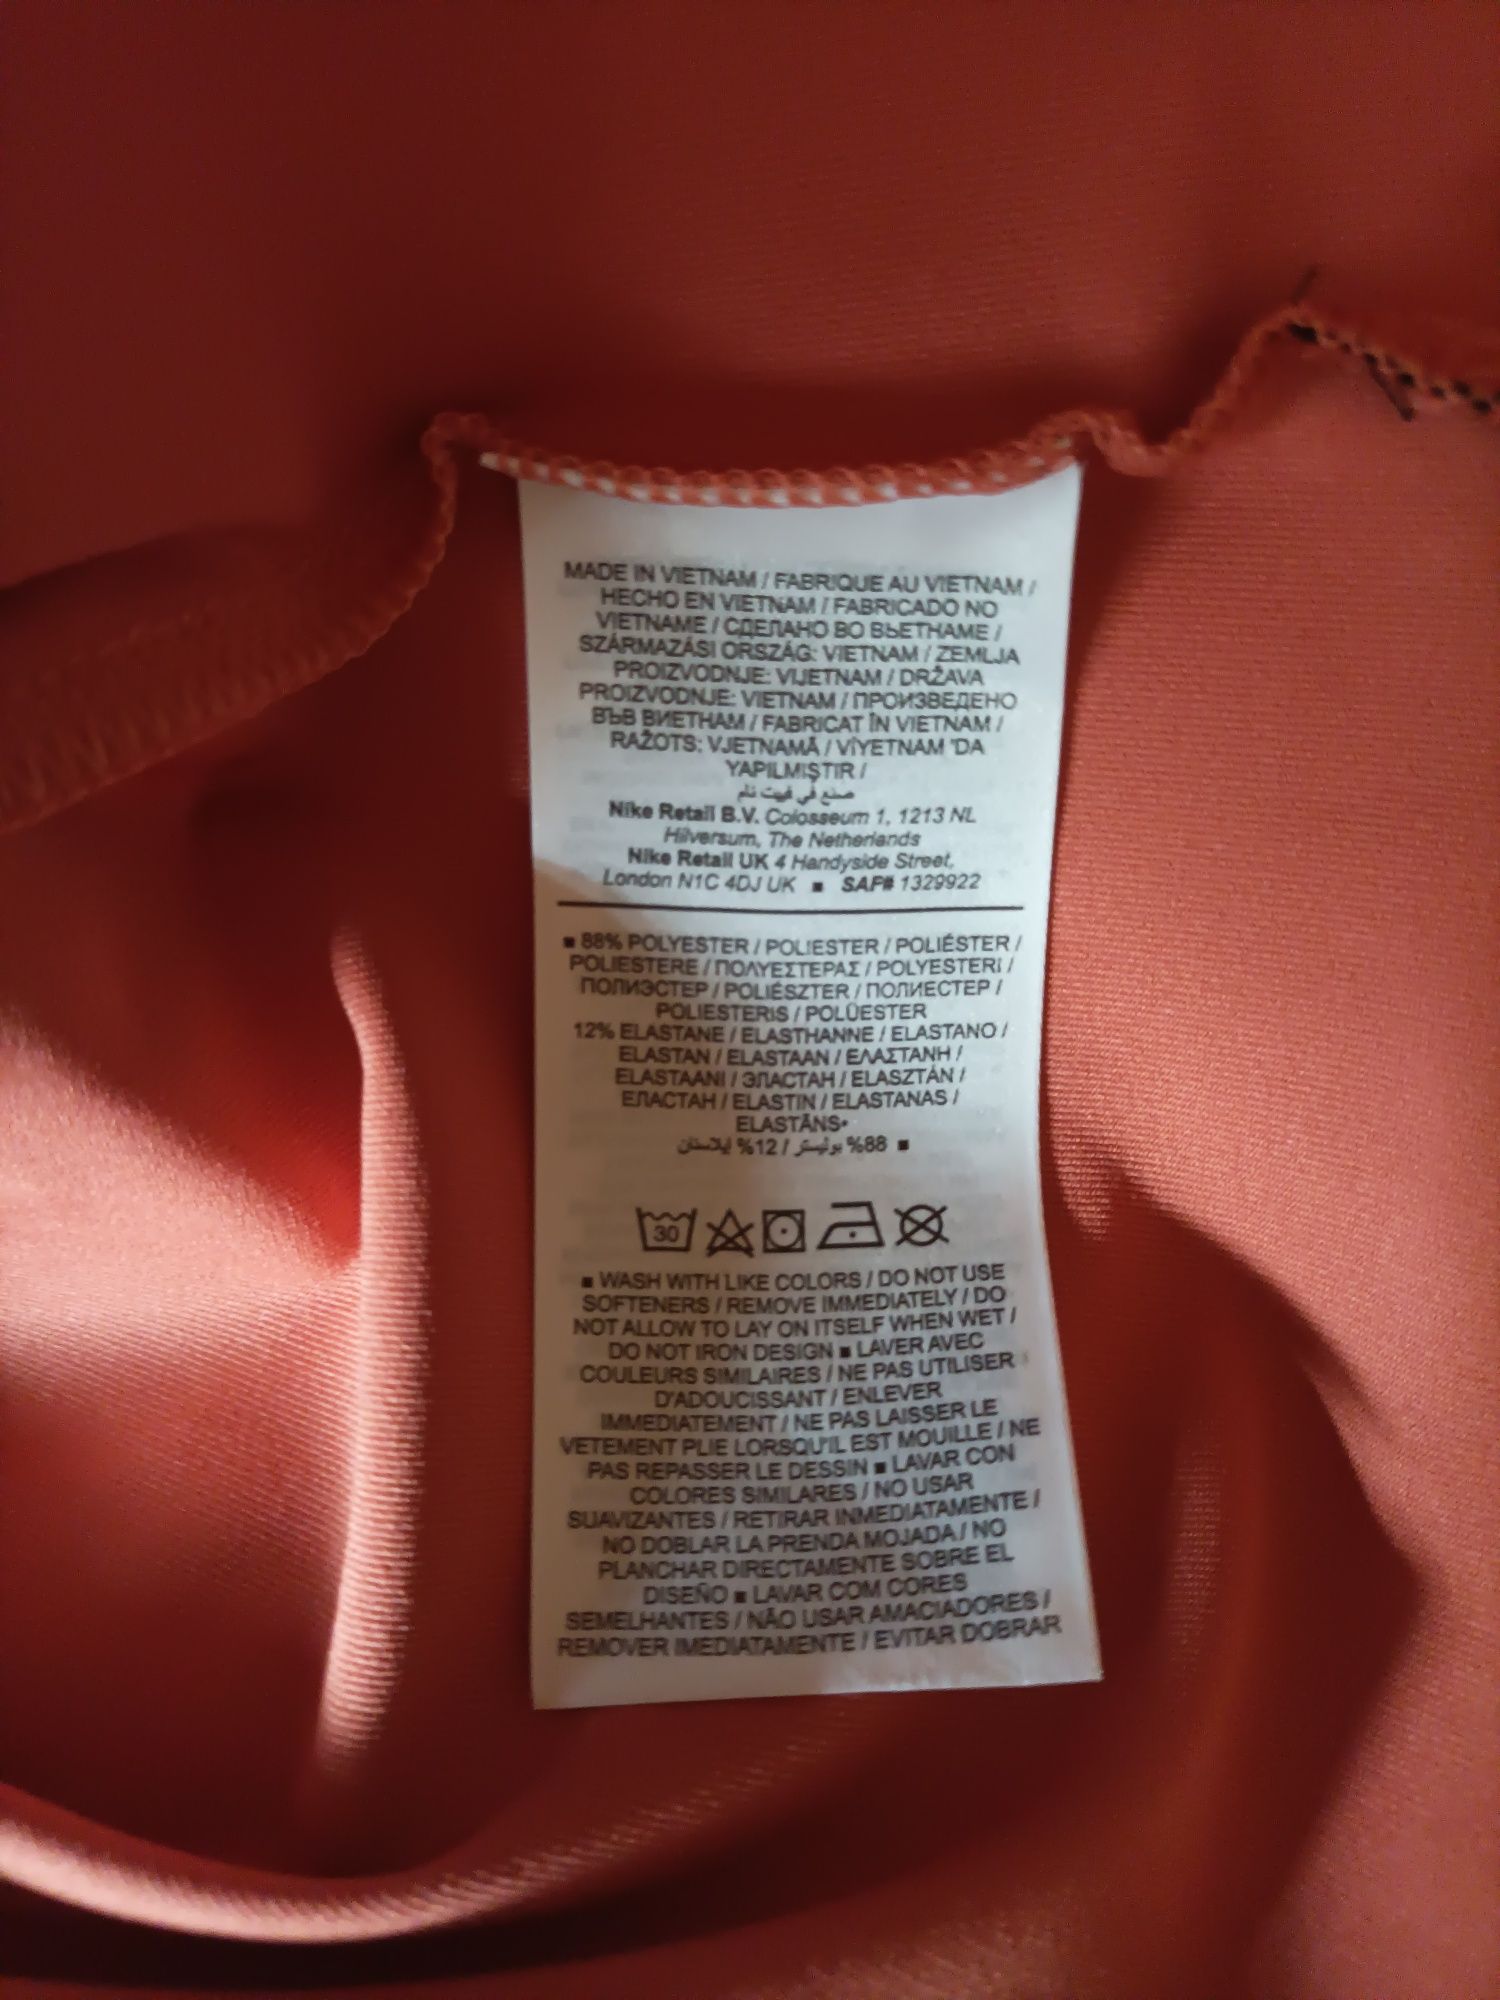 MADE IN VIETNAM / FABRIQUE AU VIETNAM /
HECHO EN VIETNAM / FABRICADO NO
VIETNAME / СДЕЛАНО ВО ВЬЕТНАМЕ /
SZÁRMAZÁSI ORSZÁG: VIETNAM / ZEMLJA
PROIZVODNJE: VIJETNAM / DRŽAVA
PROIZVODNJE: VIETNAM / ПРОИЗВЕДЕНО
ВЪВ ВИЕТНАМ / FABRICAT ÎN VIETNAM /
RAŽOTS: VJETNAMĀ / VİYETNAM 'DA
YAPILMIŞTIR /
صنع في فييت نام
Nike Retail B.V. Colosseum 1, 1213 NL
Hilversum, The Netherlands
Nike Retail UK 4 Handyside Street,
London N1C 4DJ UK ■ SAP# 1329922
■ 88% POLYESTER / POLIESTER / POLIÉSTER /
POLIESTERE / ΠΟΛΥΕΣΤΕΡΑΣ / POLYESTERI /
ПОЛИЭСТЕР / POLIÉSZTER / ПОЛИЕСТЕР /
POLIESTERIS / POLÜESTER
12% ELASTANE / ELASTHANNE / ELASTANO /
ELASTAN / ELASTAAN / ΕΛΑΣΤΑΝΗ /
ELASTAANI / ЭЛАСТАН / ELASZTÁN /
ЕЛАСТАН / ELASTIN / ELASTANAS /
ELASTĀNS•
■ 88% بوليستر / 12% إيلاستان
30
■ WASH WITH LIKE COLORS / DO NOT USE
SOFTENERS / REMOVE IMMEDIATELY / DO
NOT ALLOW TO LAY ON ITSELF WHEN WET /
DO NOT IRON DESIGN ■ LAVER AVEC
COULEURS SIMILAIRES / NE PAS UTILISER
D'ADOUCISSANT / ENLEVER
IMMEDIATEMENT / NE PAS LAISSER LE
VETEMENT PLIE LORSQU'IL EST MOUILLE / NE
PAS REPASSER LE DESSIN ■ LAVAR CON
COLORES SIMILARES / NO USAR
SUAVIZANTES / RETIRAR INMEDIATAMENTE /
NO DOBLAR LA PRENDA MOJADA / NO
PLANCHAR DIRECTAMENTE SOBRE EL
DISEÑO ■ LAVAR COM CORES
SEMELHANTES / NÃO USAR AMACIADORES /
REMOVER IMEDIATAMENTE / EVITAR DOBRAR